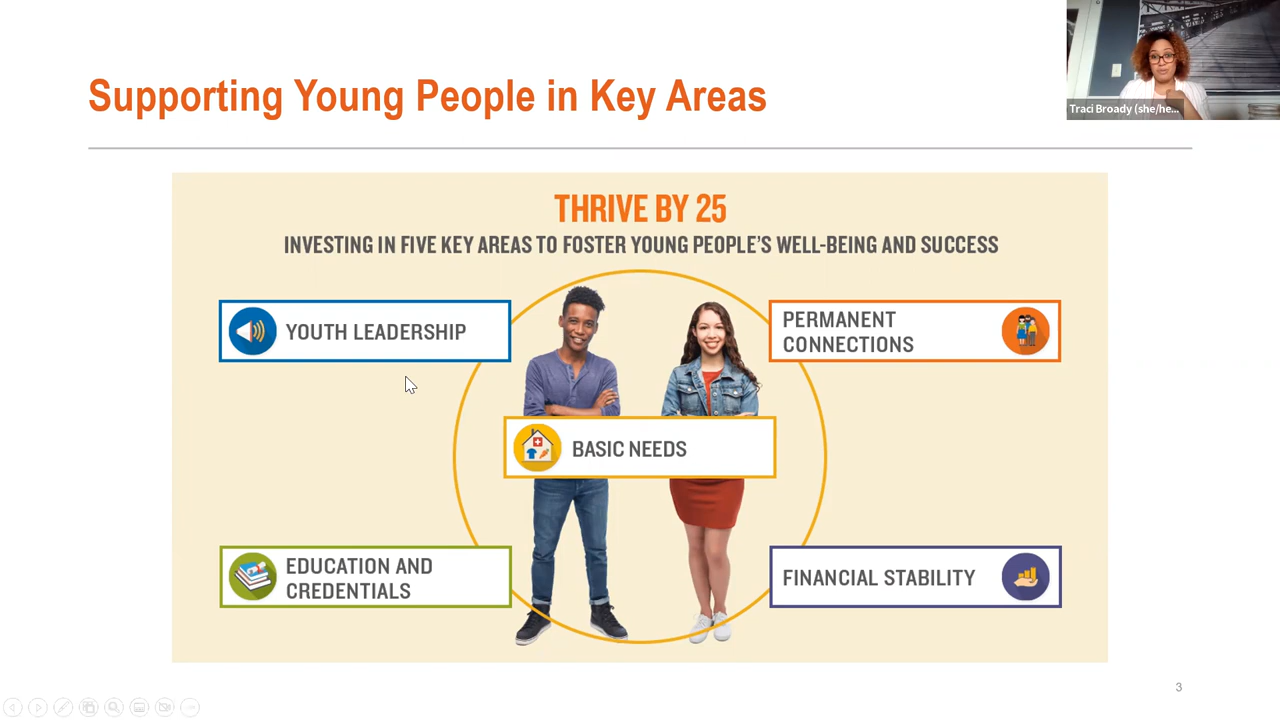 Supporting Young People in Key Areas
Traci Broady (she/he...
THRIVE BY 25
INVESTING IN FIVE KEY AREAS TO FOSTER YOUNG PEOPLE'S WELL-BEING AND SUCCESS
YOUTH LEADERSHIP
PERMANENT
CONNECTIONS
BASIC NEEDS
EDUCATION AND
CREDENTIALS
FINANCIAL STABILITY
3